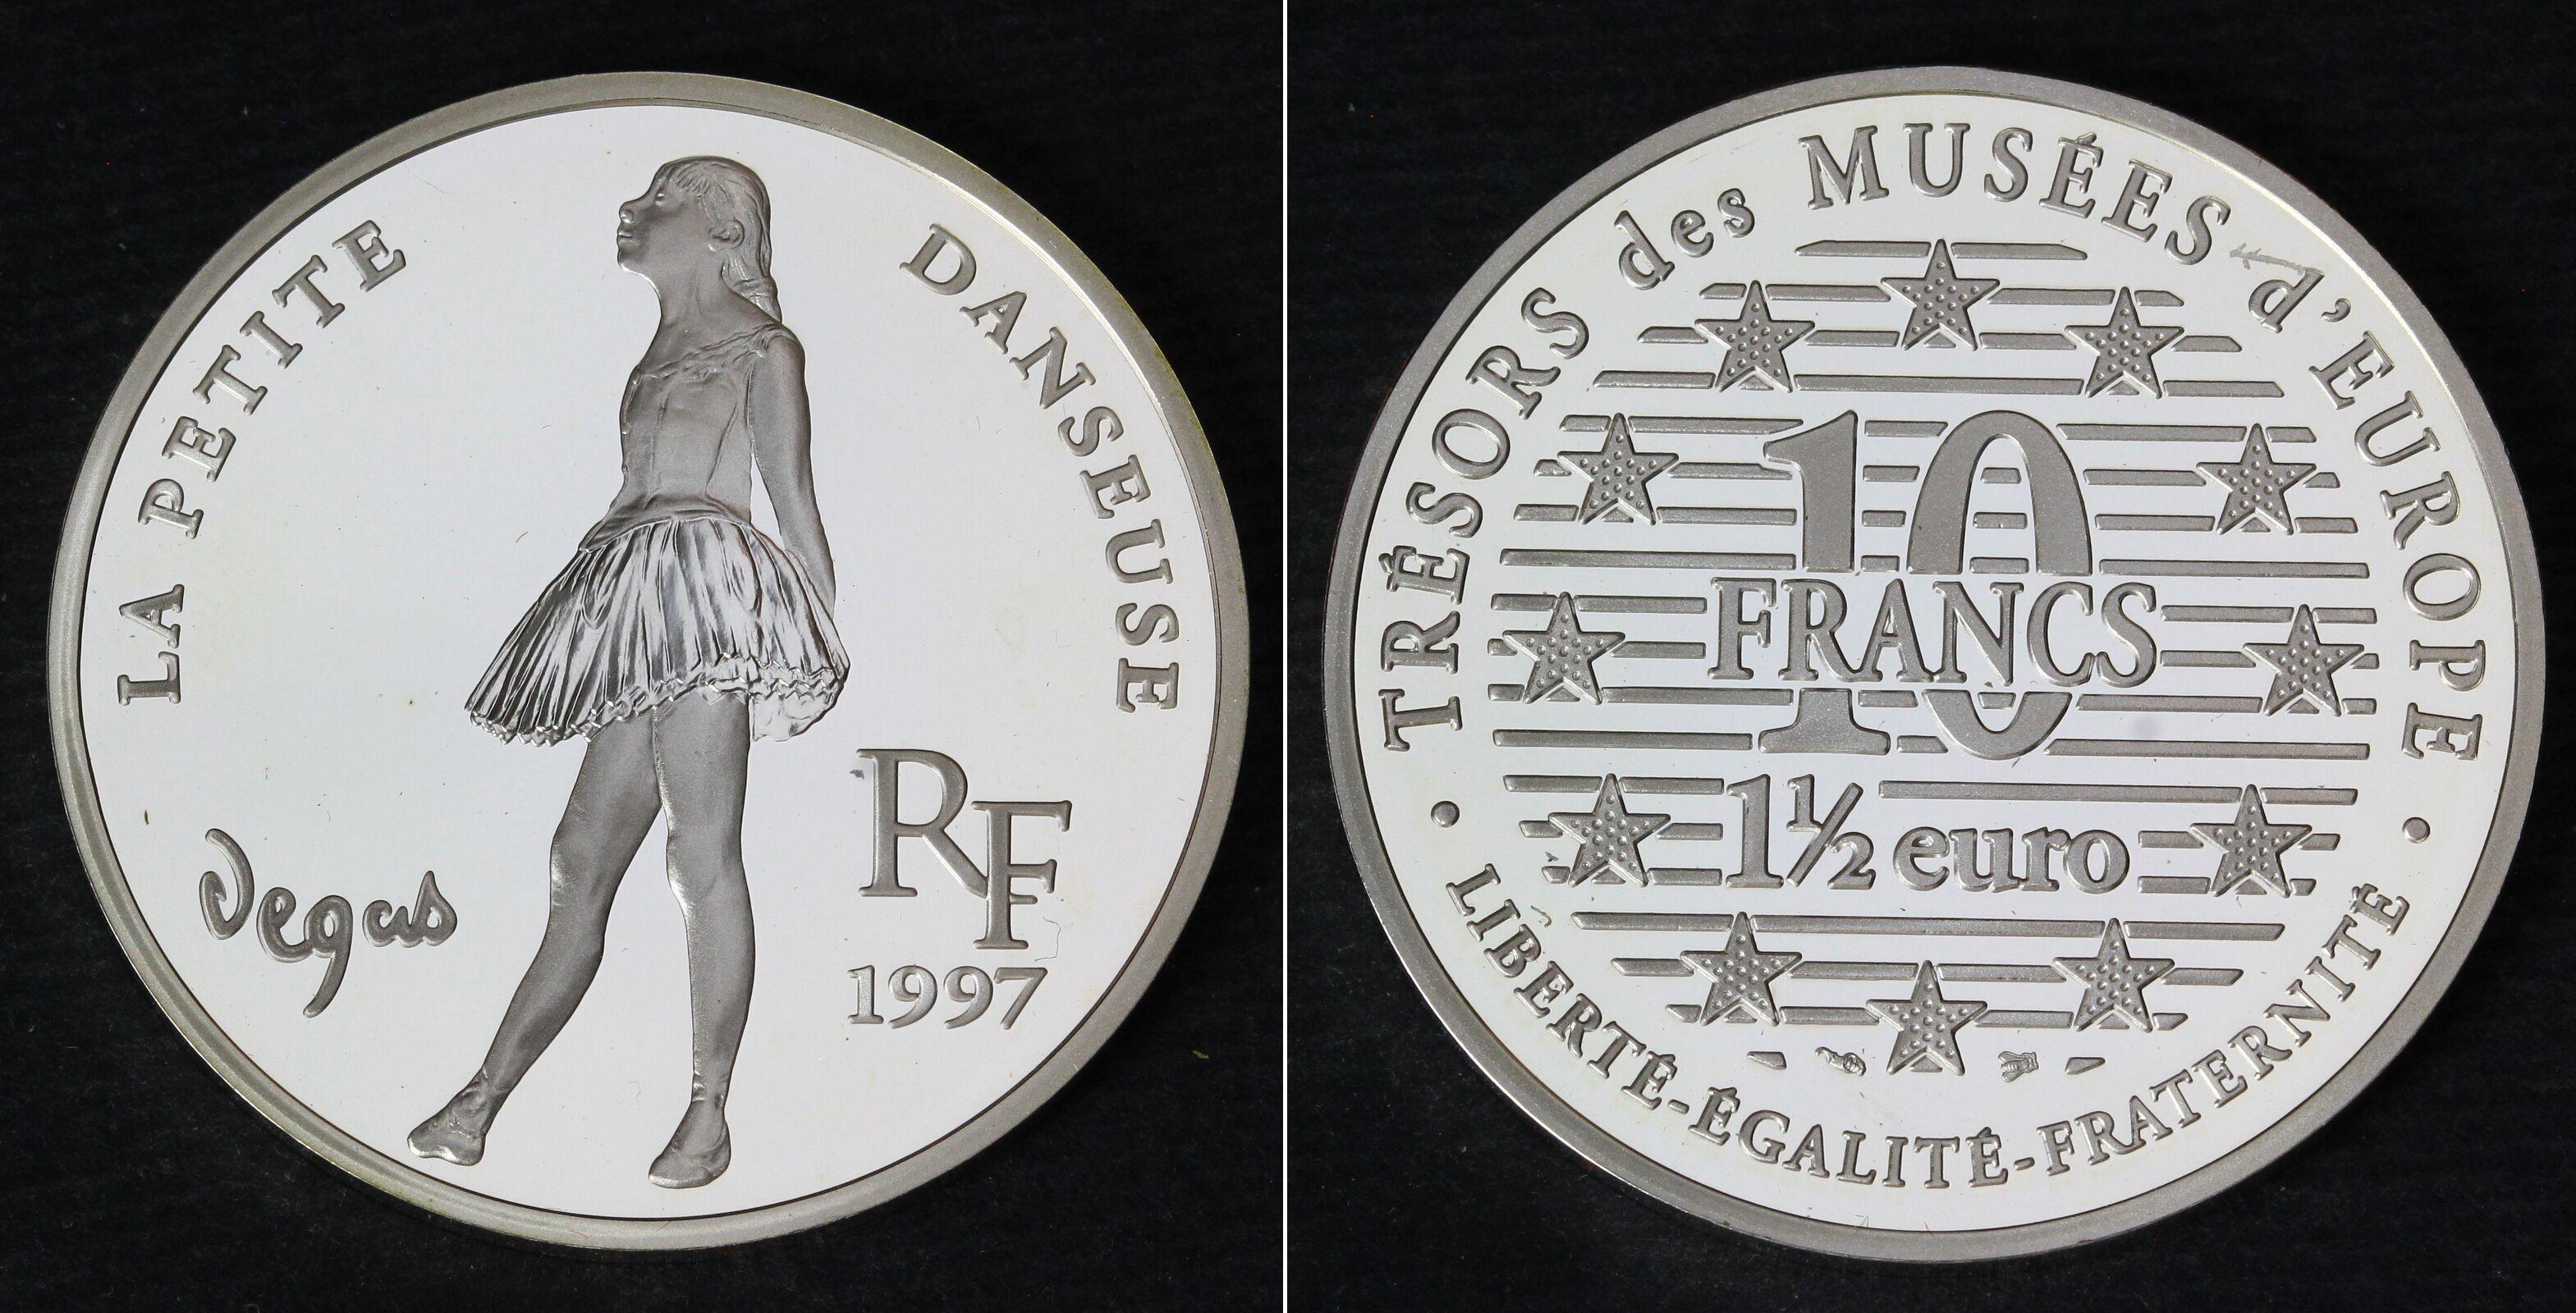 LA PETITE DANSEUSE
Degas
RF
1997
TRÉSORS des MUSÉES d'EUROPE
10
FRANCS
1½ euro
LIBERTÉ-ÉGALITÉ-FRATERNITÉ